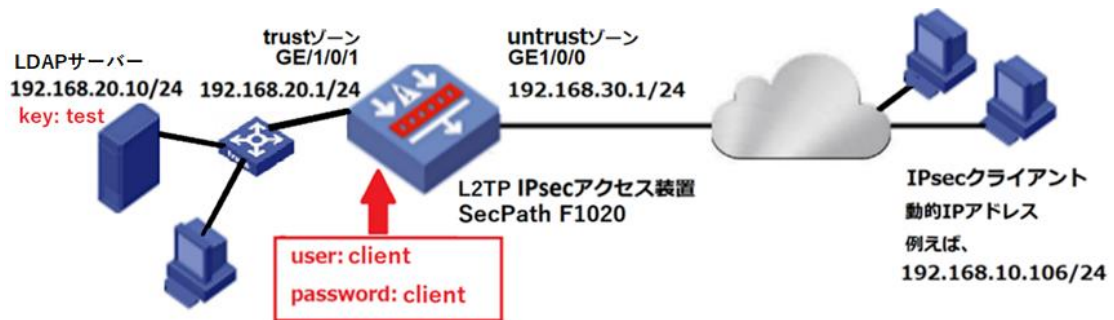 LDAPサーバー
192.168.20.10/24
key: test
trustゾーン
GE/1/0/1
192.168.20.1/24
untrustゾーン
GE1/0/0
192.168.30.1/24
L2TP IPsecアクセス装置
SecPath F1020
user: client
password: client
IPsecクライアント
動的IPアドレス
例えば、
192.168.10.106/24